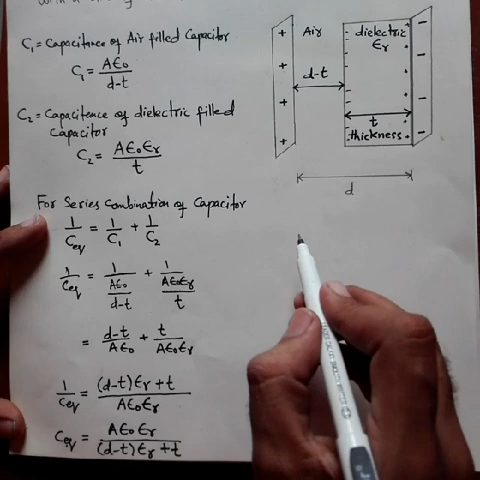 with a
C₁ = Capacitance of Air filled Capacitor
C₁ = Aϵ₀/d-t
C₂ = Capacitence of dielectric filled
Capacitor
C₂ = Aϵ₀ϵr/t
For Series Combination of Capacitor
1/Ceq = 1/C₁ + 1/C₂
1/Ceq = 1/(Aϵ₀/d-t) + 1/(Aϵ₀ϵr/t)
= d-t/Aϵ₀ + t/Aϵ₀ϵr
1/Ceq = (d-t)ϵr + t/Aϵ₀ϵr
Ceq = Aϵ₀ϵr/(d-t)ϵr + t
Air
dielectric
ϵr
d-t
t
thickness
d